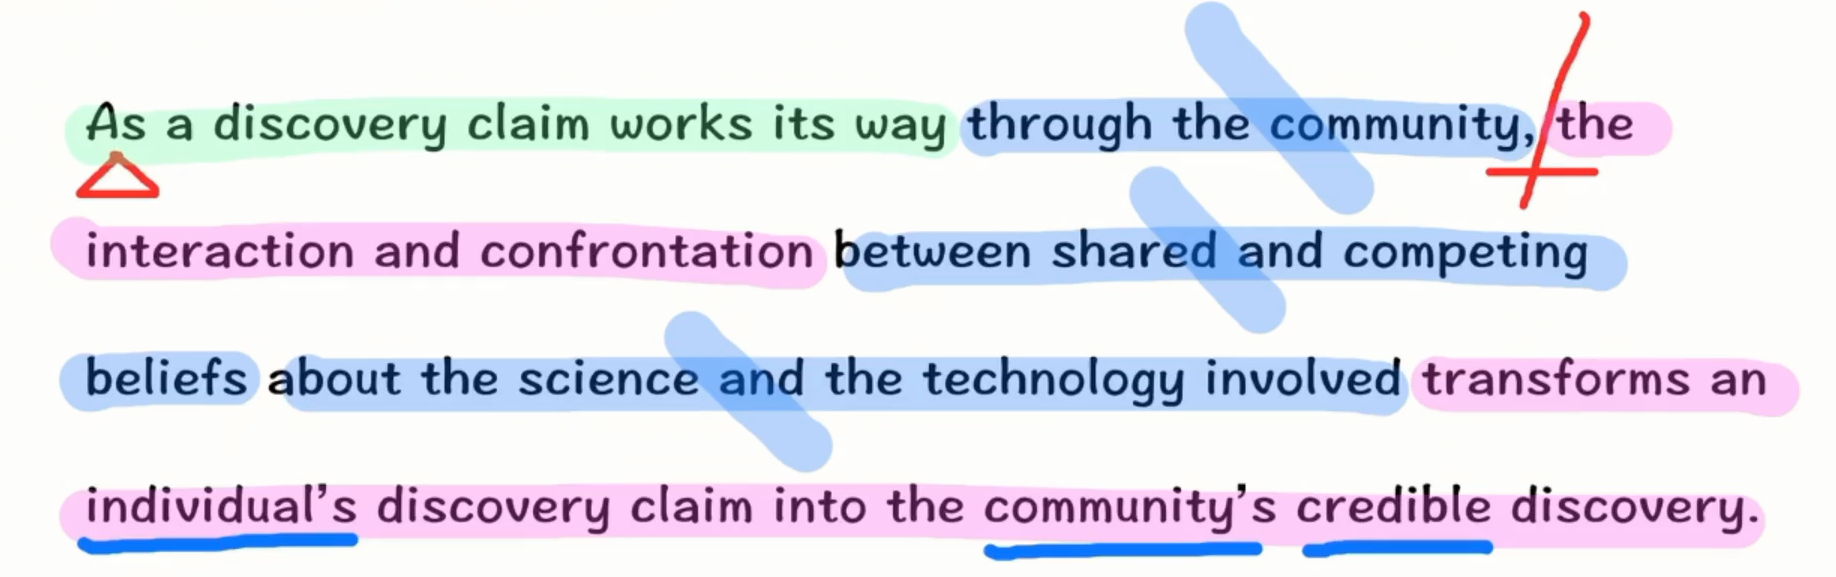 As a discovery claim works its way through the community, the
interaction and confrontation between shared and competing
beliefs about the science and the technology involved transforms an
individual's discovery claim into the community's credible discovery.